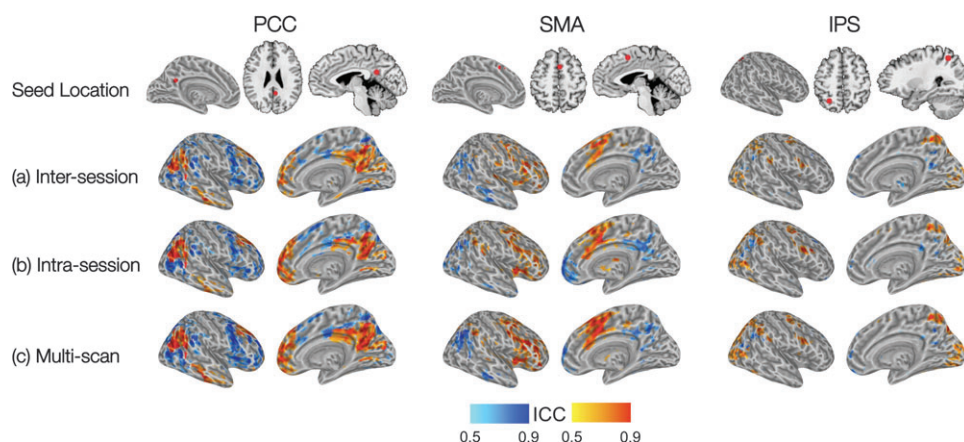 PCC SMA IPS
Seed Location
(a) Inter-session
(b) Intra-session
(c) Multi-scan
ICC
0.5 0.9 0.5 0.9